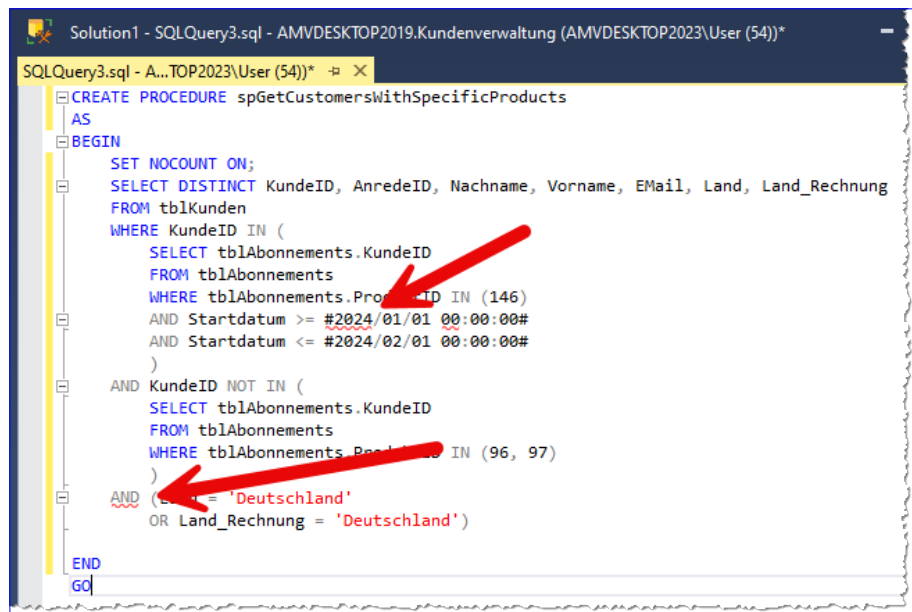 Solution1 - SQLQuery3.sql - AMVDESKTOP2019.Kundenverwaltung (AMVDESKTOP2023\User (54))*
SQLQuery3.sql - A...TOP2023\User (54))*
CREATE PROCEDURE spGetCustomersWithSpecificProducts
AS
BEGIN
SET NOCOUNT ON;
SELECT DISTINCT KundeID, AnredeID, Nachname, Vorname, EMail, Land, Land_Rechnung
FROM tblKunden
WHERE KundeID IN (
SELECT tblAbonnements.KundeID
FROM tblAbonnements
WHERE tblAbonnements.ProduktID IN (146)
AND Startdatum >= #2024/01/01 00:00:00#
AND Startdatum <= #2024/02/01 00:00:00#
)
AND KundeID NOT IN (
SELECT tblAbonnements.KundeID
FROM tblAbonnements
WHERE tblAbonnements.ProduktID IN (96, 97)
)
AND (Land = 'Deutschland'
OR Land_Rechnung = 'Deutschland')
END
GO